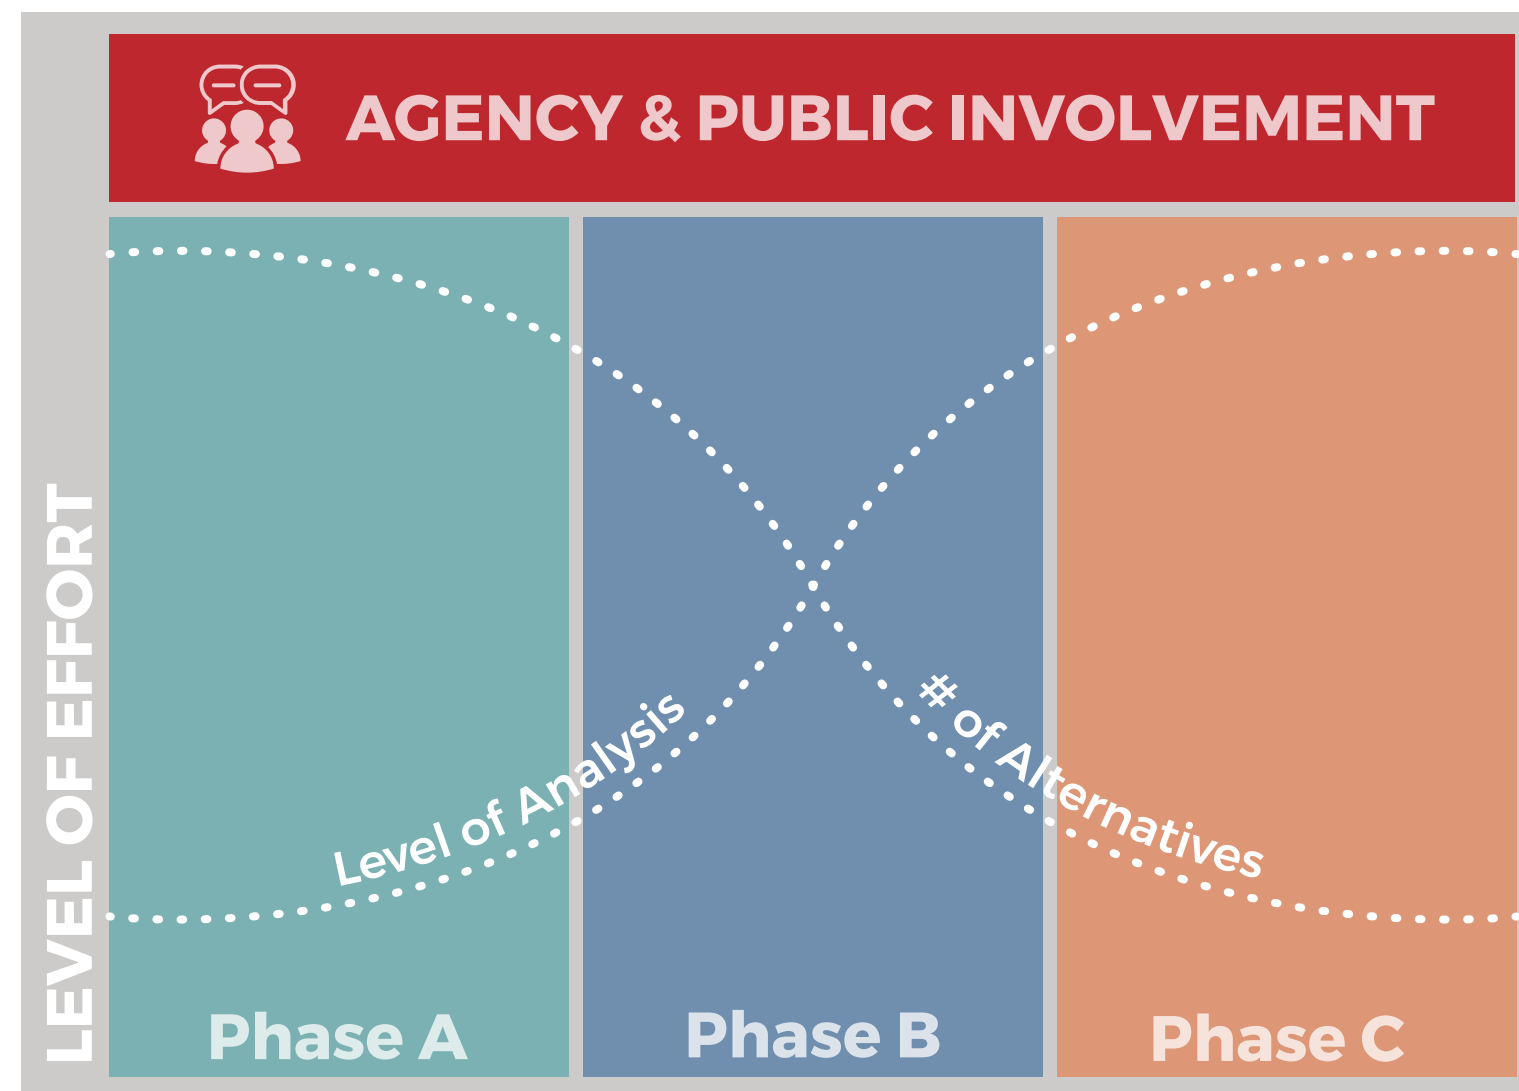 AGENCY & PUBLIC INVOLVEMENT
LEVEL OF EFFORT
Level of Analysis
# of Alternatives
Phase A
Phase B
Phase C